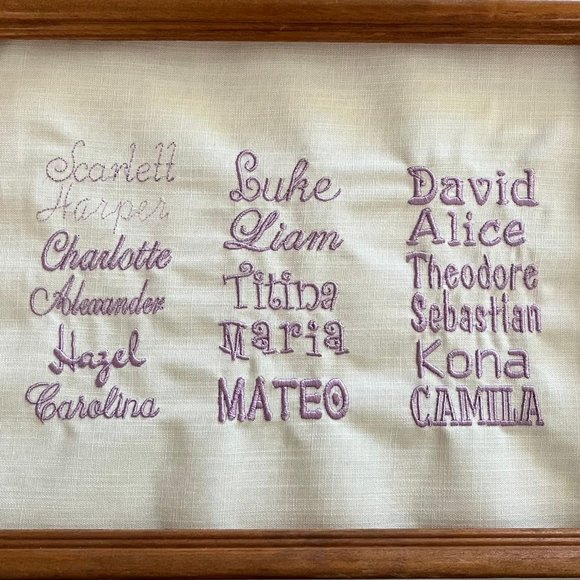 Scarlett
Harper
Charlotte
Alexander
Hazel
Carolina
Luke
Liam
Titina
Maria
MATEO
David
Alice
Theodore
Sebastian
Kona
CAMILA